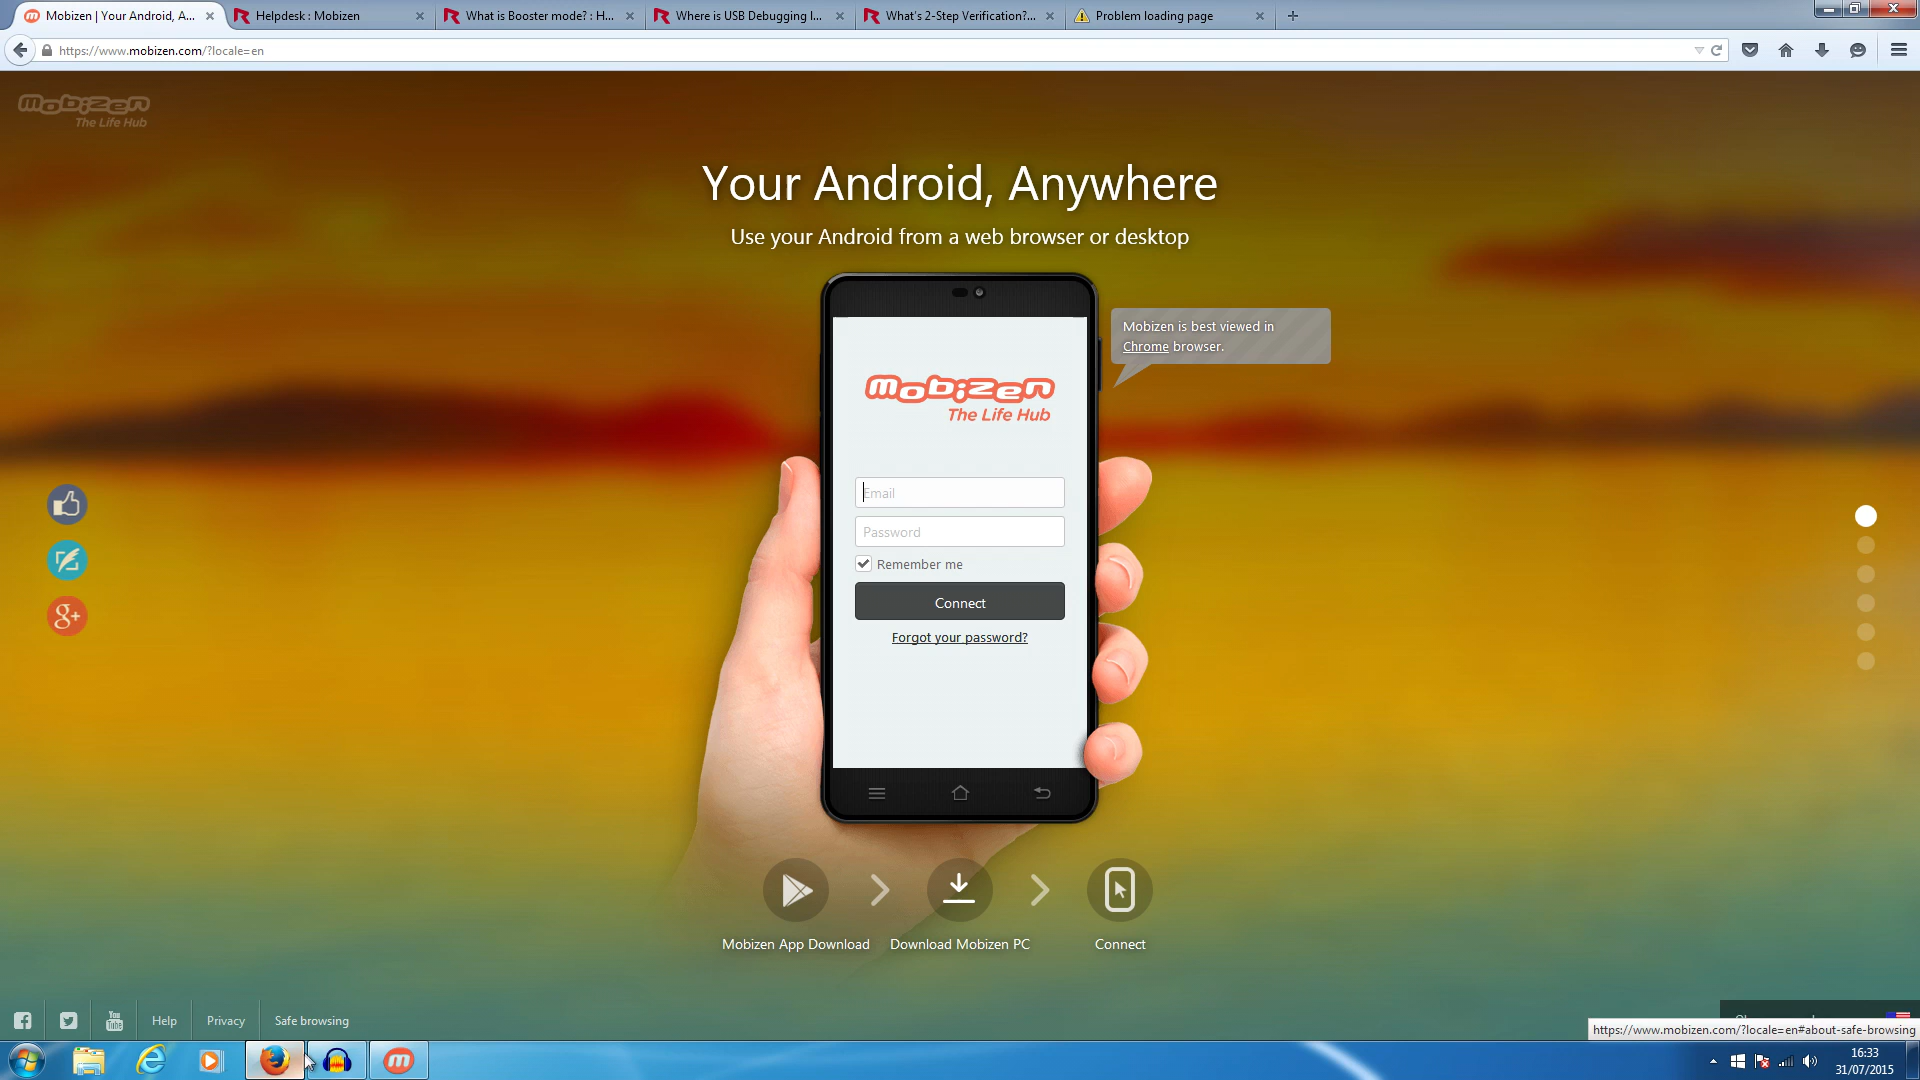 Mobizen | Your Android, A...
Helpdesk : Mobizen
What is Booster mode? : H...
Where is USB Debugging I...
What's 2-Step Verification?...
Problem loading page
https://www.mobizen.com/?locale=en
mobizen
The Life Hub
Your Android, Anywhere
Use your Android from a web browser or desktop
Mobizen is best viewed in
Chrome browser.
mobizen
The Life Hub
Email
Password
Remember me
Connect
Forgot your password?
g+
Mobizen App Download
Download Mobizen PC
Connect
You Tube
Help
Privacy
Safe browsing
https://www.mobizen.com/?locale=en#about-safe-browsing
16:33
31/07/2015